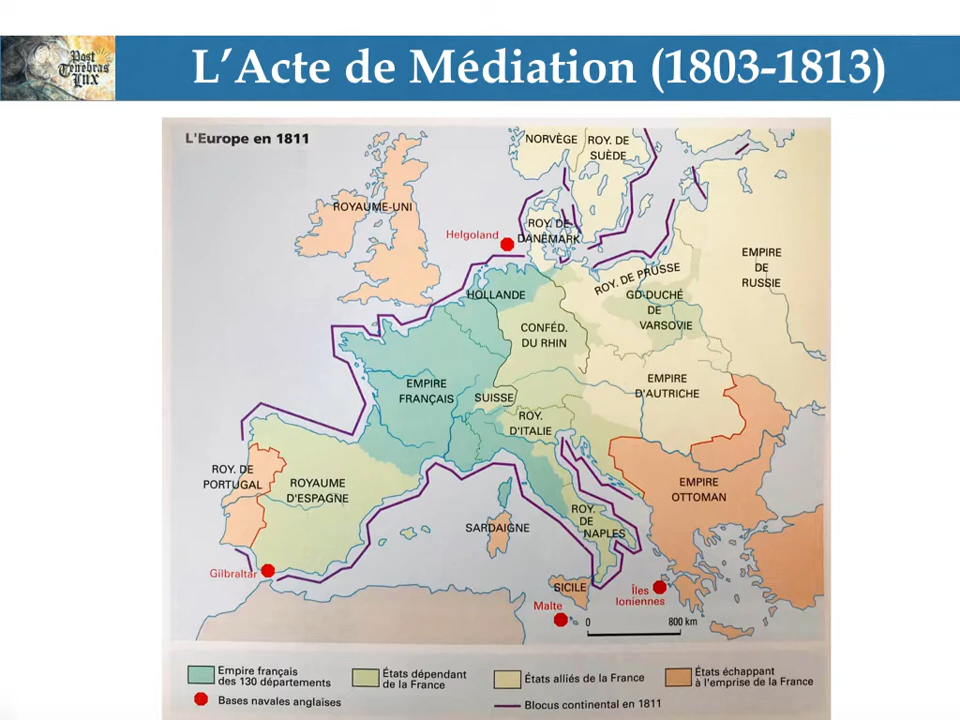 Post
Tenebras
Lux
L'Acte de Médiation (1803-1813)
L'Europe en 1811
NORVÈGE
ROY. DE
SUÈDE
ROYAUME-UNI
Helgoland
ROY. DE
DANEMARK
EMPIRE
DE
RUSSIE
ROY. DE PRUSSE
HOLLANDE
GD-DUCHÉ
DE
VARSOVIE
CONFÉD.
DU RHIN
EMPIRE
FRANÇAIS
SUISSE
EMPIRE
D'AUTRICHE
ROY.
D'ITALIE
ROY. DE
PORTUGAL
ROYAUME
D'ESPAGNE
EMPIRE
OTTOMAN
SARDAIGNE
ROY.
DE
NAPLES
Gilbraltar
SICILE
Îles
Ioniennes
Malte
0
800 km
Empire français
des 130 départements
États dépendant
de la France
États alliés de la France
États échappant
à l'emprise de la France
Bases navales anglaises
Blocus continental en 1811